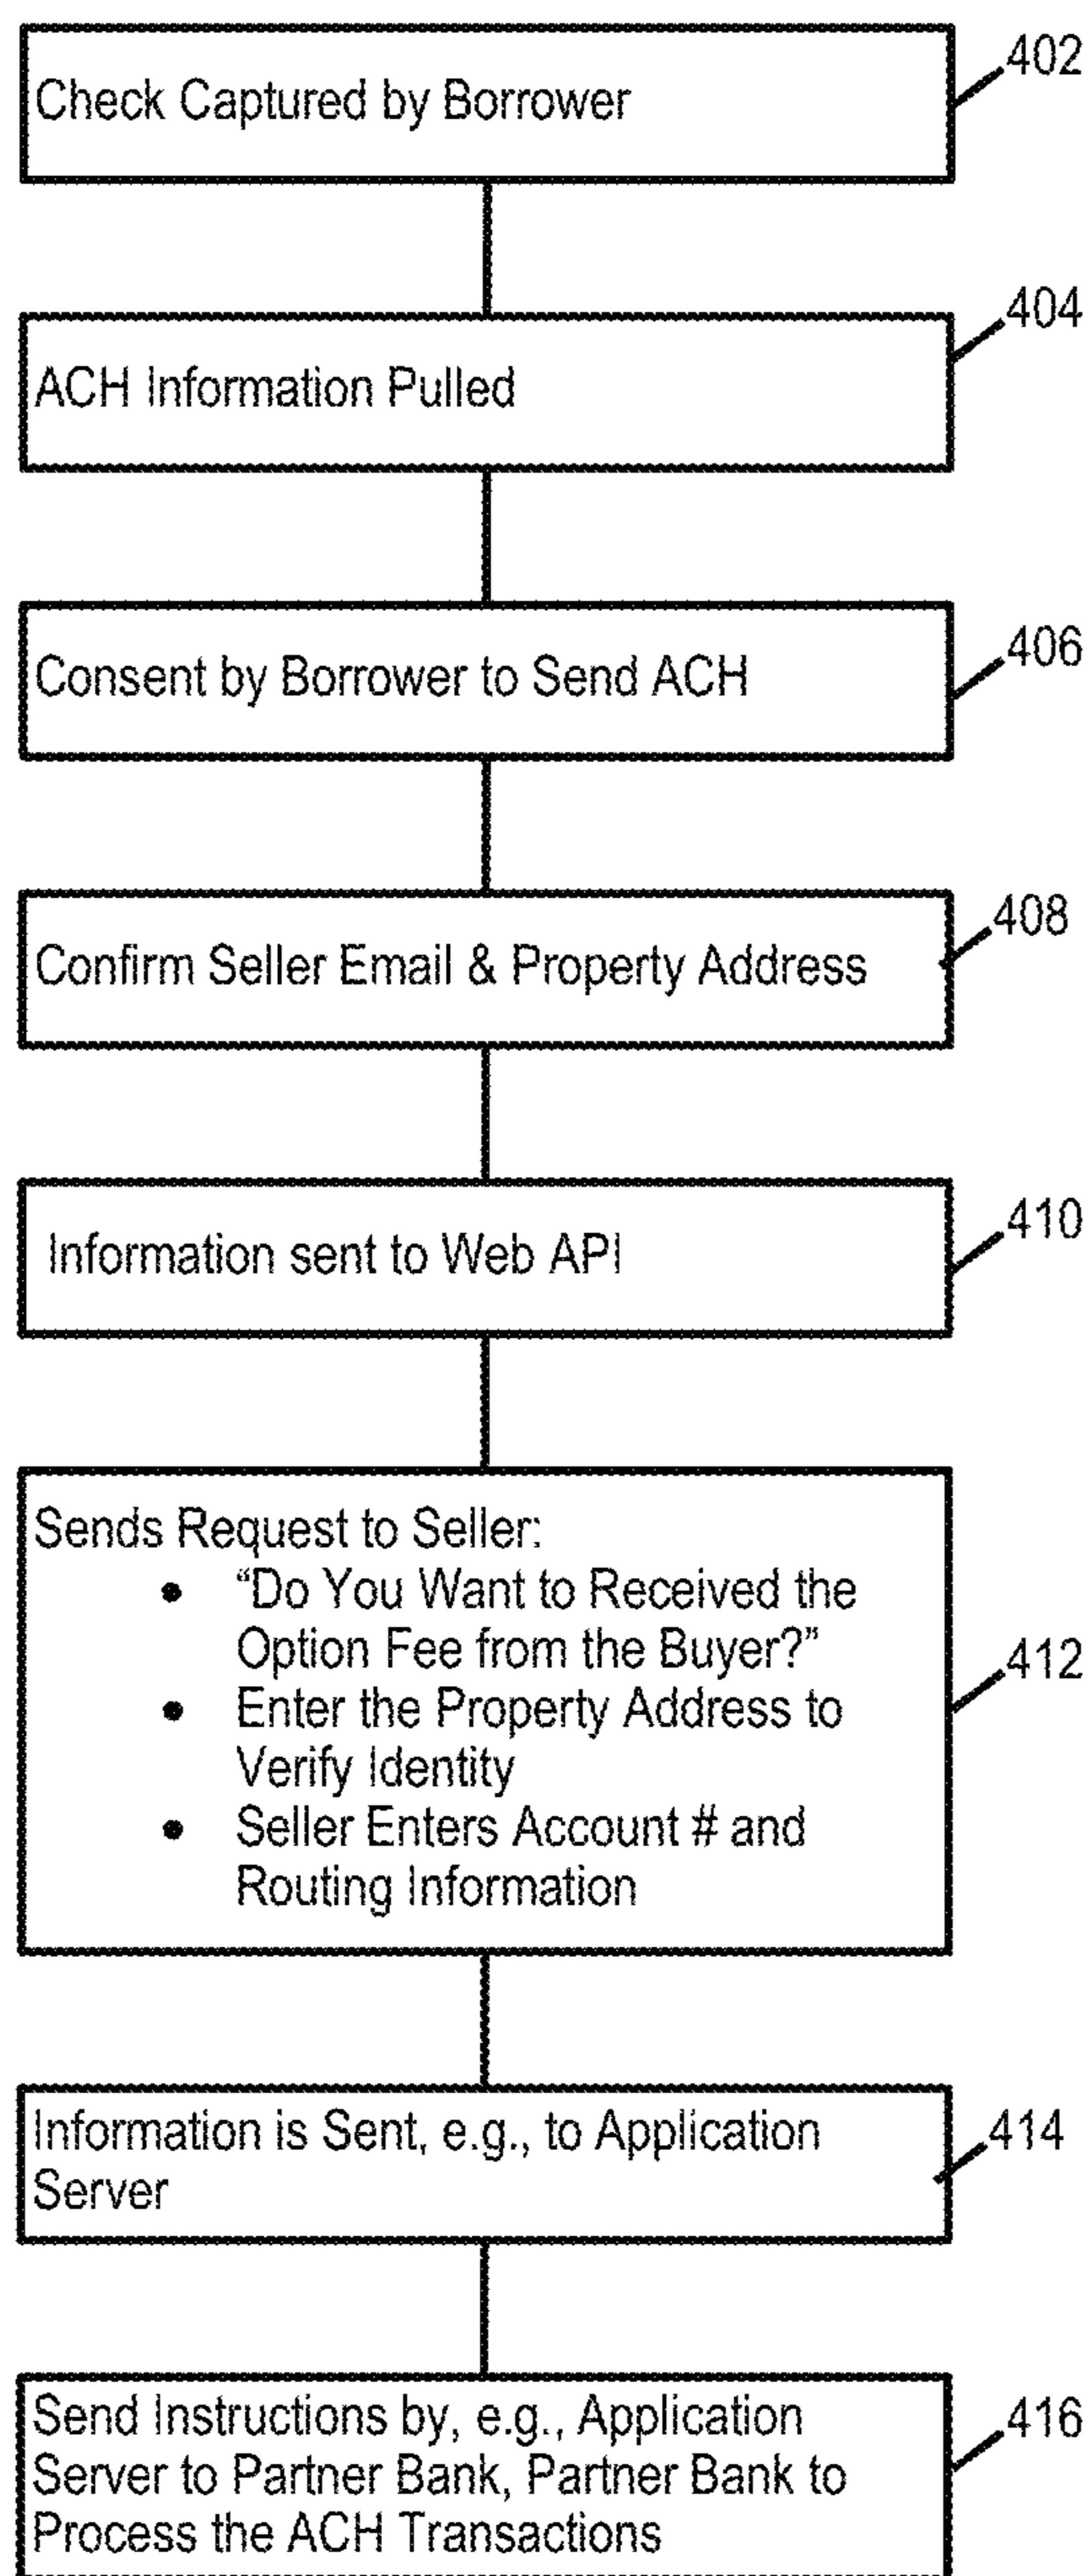 402
Check Captured by Borrower
404
ACH Information Pulled
406
Consent by Borrower to Send ACH
408
Confirm Seller Email & Property Address
410
Information sent to Web API
Sends Request to Seller:
• “Do You Want to Received the
Option Fee from the Buyer?”
412
• Enter the Property Address to
Verify Identity
• Seller Enters Account # and
Routing Information
Information is Sent, e.g., to Application
Server
414
Send Instructions by, e.g., Application
Server to Partner Bank, Partner Bank to
Process the ACH Transactions
416